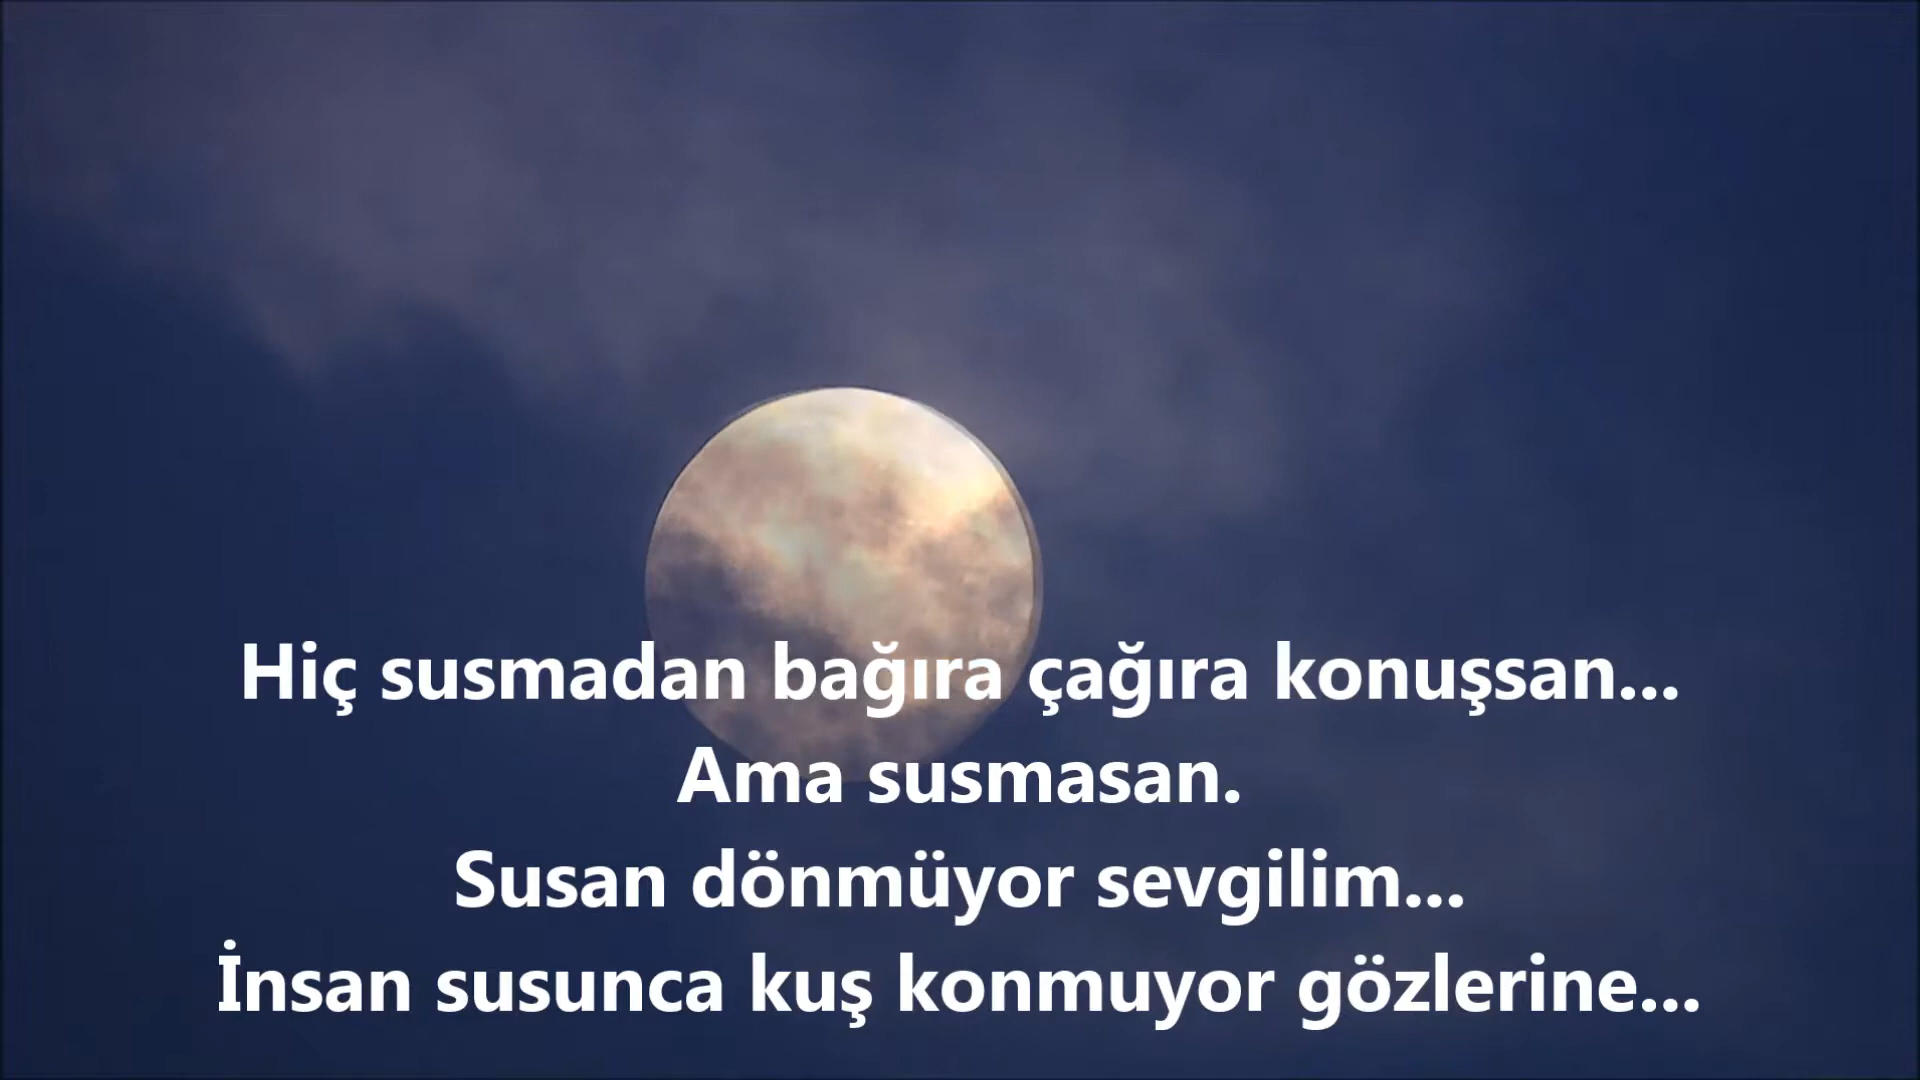 Hiç susmadan bağıra çağıra konuşsan...
Ama susmasan.
Susan dönmüyor sevgilim...
İnsan susunca kuş konmuyor gözlerine...